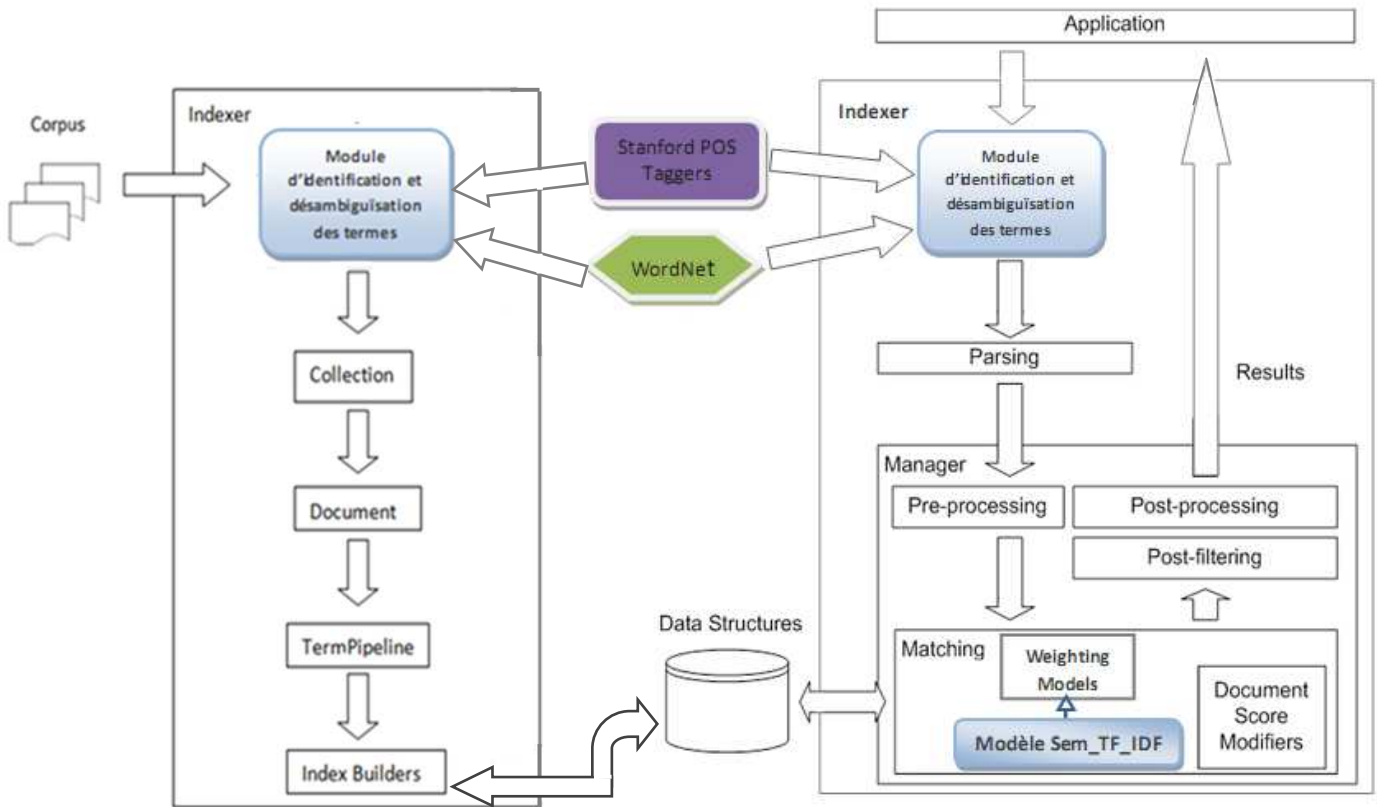 Corpus
Indexer
Module
d'identification et
désambiguïsation
des termes
Collection
Document
TermPipeline
Index Builders
Stanford POS
Taggers
WordNet
Data Structures
Application
Indexer
Module
d'identification et
désambiguïsation
des termes
Parsing
Results
Manager
Pre-processing
Post-processing
Post-filtering
Matching
Weighting
Models
Modèle Sem_TF_IDF
Document
Score
Modifiers